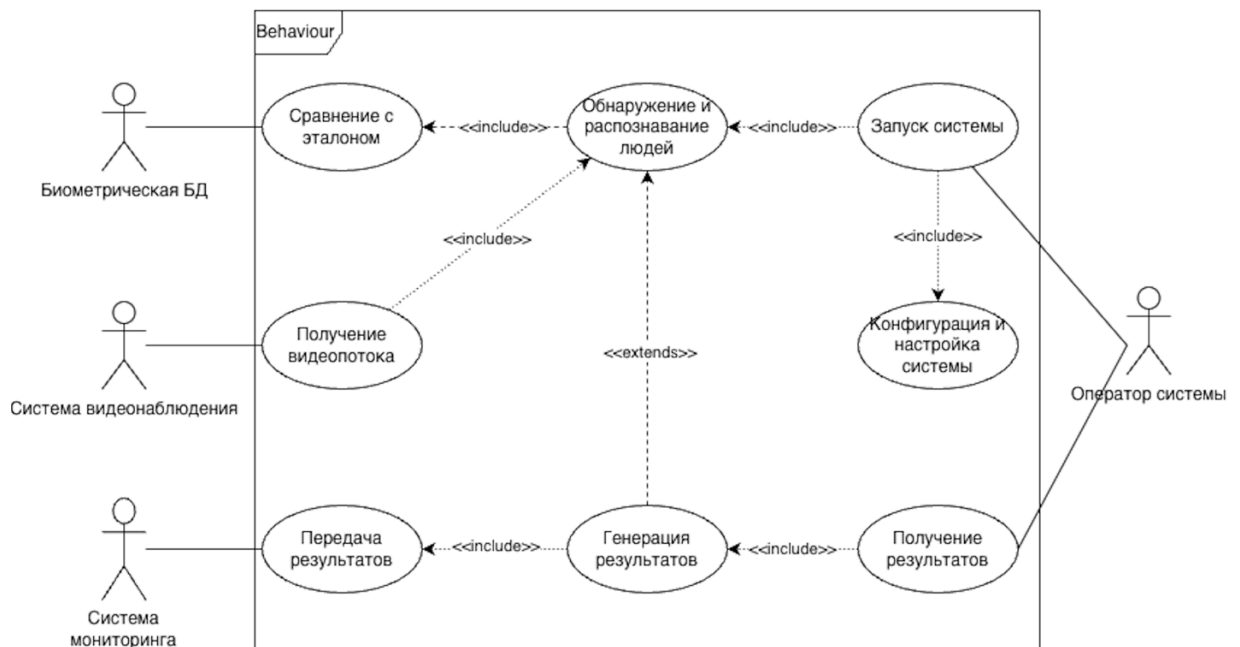 Behaviour
Сравнение с
эталоном
<<include>>
Обнаружение и
распознавание
людей
<<include>>
Запуск системы
Биометрическая БД
<<include>>
<<include>>
Получение
видеопотока
<<extends>>
Конфигурация и
настройка
системы
Система видеонаблюдения
Оператор системы
Передача
результатов
<<include>>
Генерация
результатов
<<include>>
Получение
результатов
Система
мониторинга